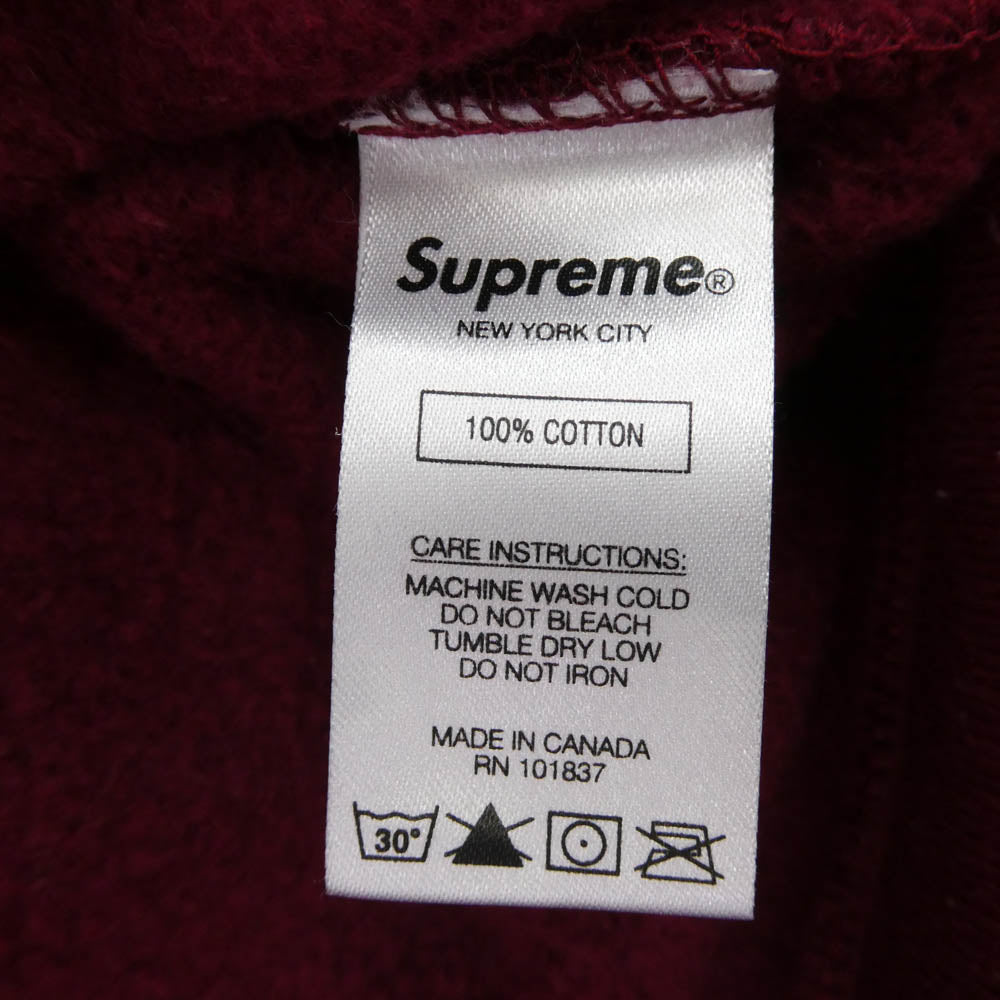 Supreme®
NEW YORK CITY
100% COTTON
CARE INSTRUCTIONS:
MACHINE WASH COLD
DO NOT BLEACH
TUMBLE DRY LOW
DO NOT IRON
MADE IN CANADA
RN 101837
30°